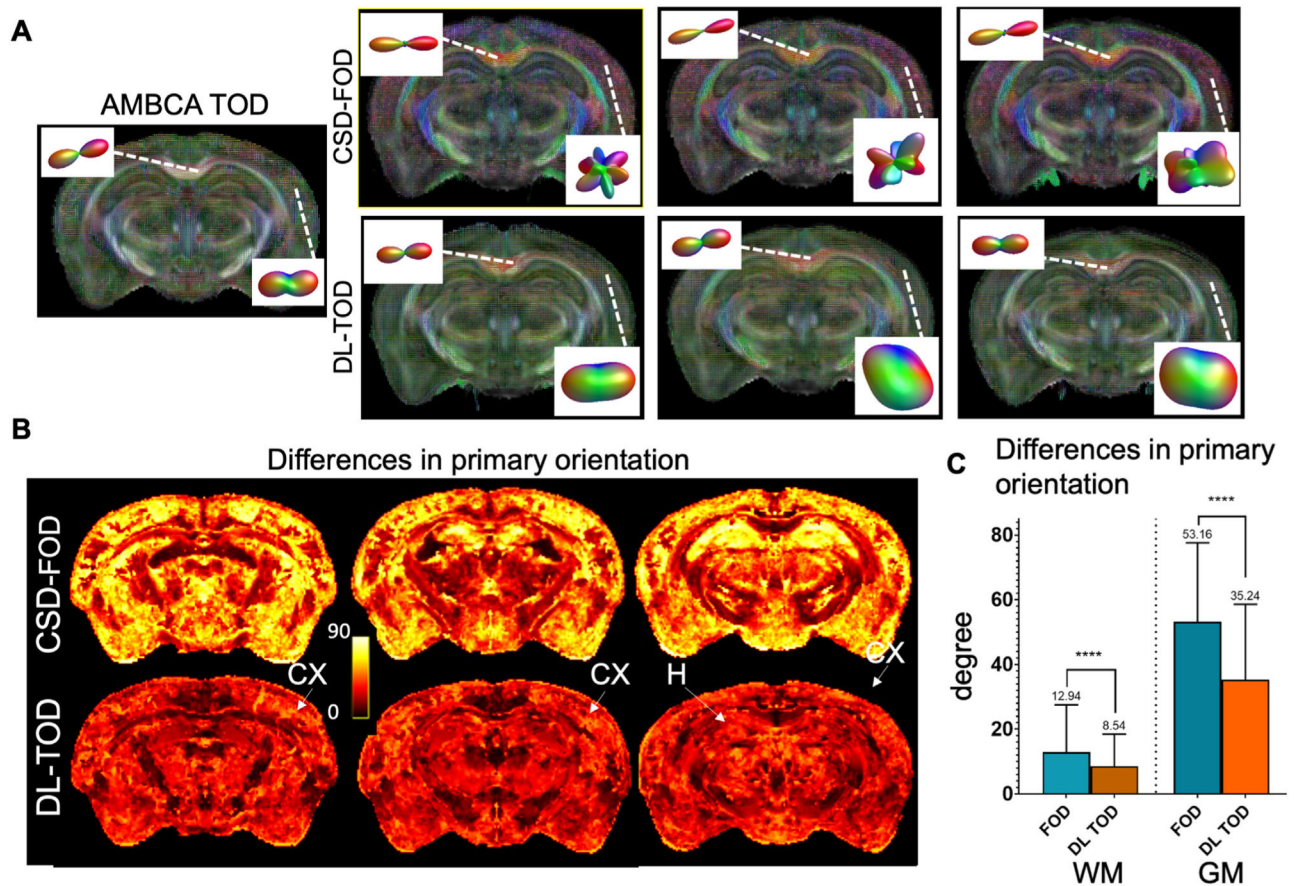 A
AMBCA TOD
CSD-FOD
DL-TOD
B
Differences in primary orientation
CSD-FOD
DL-TOD
90
0
CX
CX
H
CX
C
Differences in primary
orientation
degree
80
60
40
20
0
12.94
****
8.54
53.16
****
35.24
FOD
DL TOD
FOD
DL TOD
WM
GM